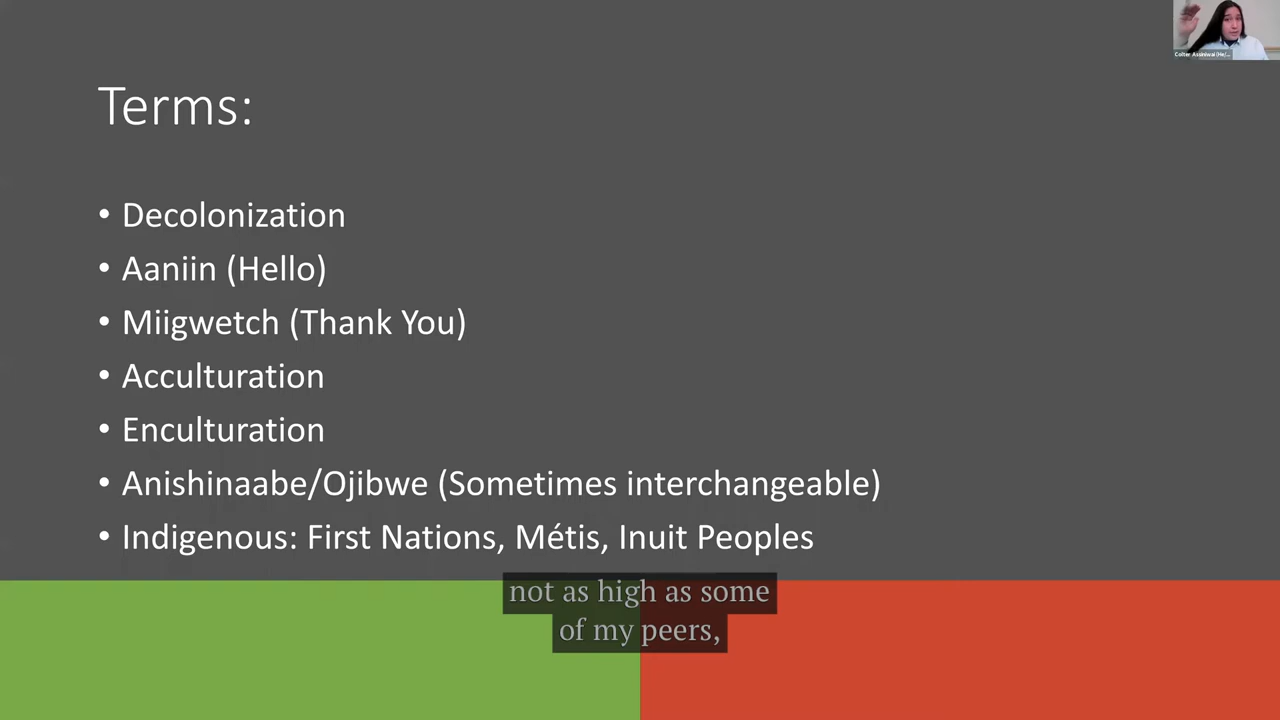 Terms:
• Decolonization
• Aaniin (Hello)
• Miigwetch (Thank You)
• Acculturation
• Enculturation
• Anishinaabe/Ojibwe (Sometimes interchangeable)
• Indigenous: First Nations, Métis, Inuit Peoples
not as high as some
of my peers,